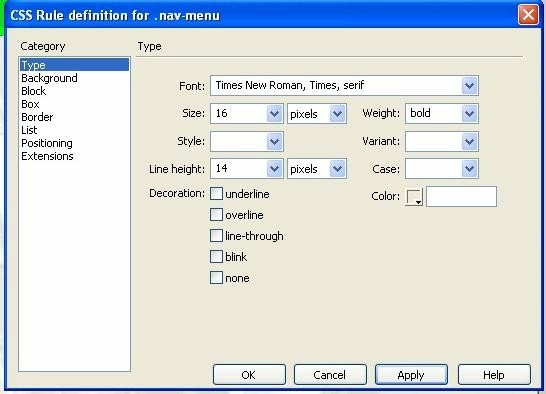 CSS Rule definition for .nav-menu
Category
Type
Type
Background
Block
Box
Border
List
Positioning
Extensions
Font: Times New Roman, Times, serif
Size: 16 pixels Weight: bold
Style: Variant:
Line height: 14 pixels Case:
Decoration: underline Color:
overline
line-through
blink
none
OK Cancel Apply Help